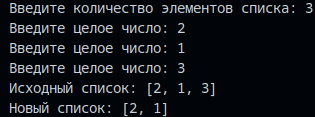 Введите количество элементов списка: 3
Введите целое число: 2
Введите целое число: 1
Введите целое число: 3
Исходный список: [2, 1, 3]
Новый список: [2, 1]